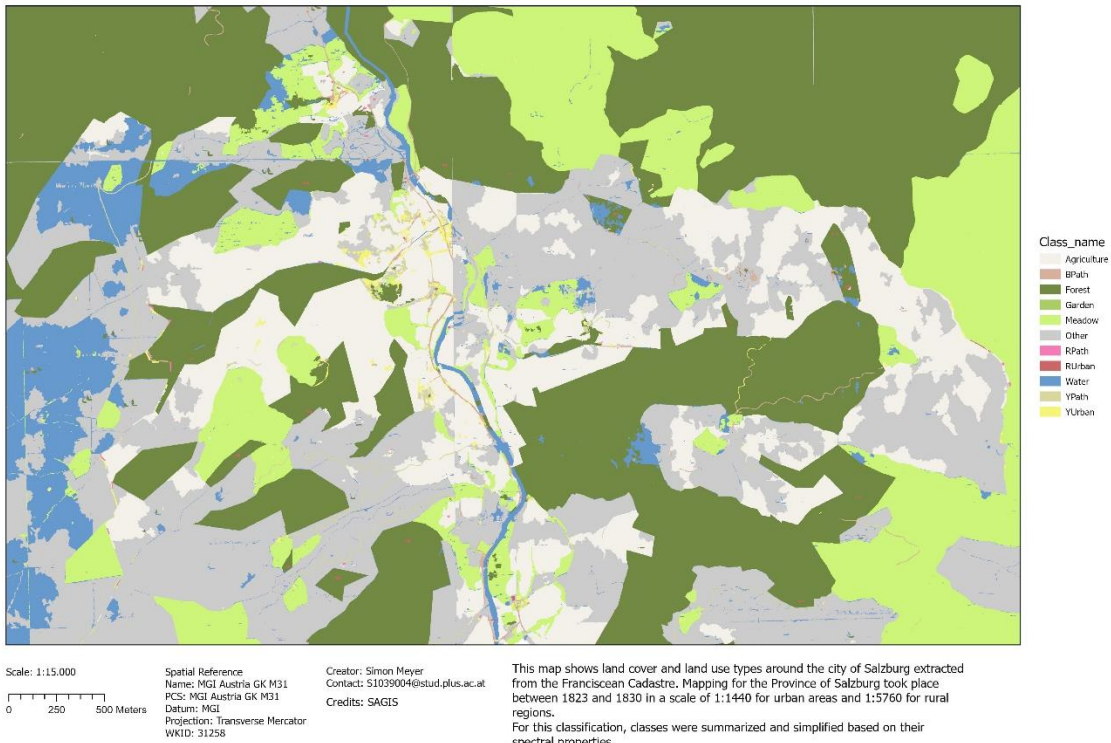 Class_name
Agriculture
BPath
Forest
Garden
Meadow
Other
RPath
RUrban
Water
YPath
YUrban
Scale: 1:15.000
0 250 500 Meters
Spatial Reference
Name: MGI Austria GK M31
PCS: MGI Austria GK M31
Datum: MGI
Projection: Transverse Mercator
WKID: 31258
Creator: Simon Meyer
Contact: S1039004@stud.plus.ac.at
Credits: SAGIS
This map shows land cover and land use types around the city of Salzburg extracted
from the Franciscean Cadastre. Mapping for the Province of Salzburg took place
between 1823 and 1830 in a scale of 1:1440 for urban areas and 1:5760 for rural
regions.
For this classification, classes were summarized and simplified based on their
spectral properties